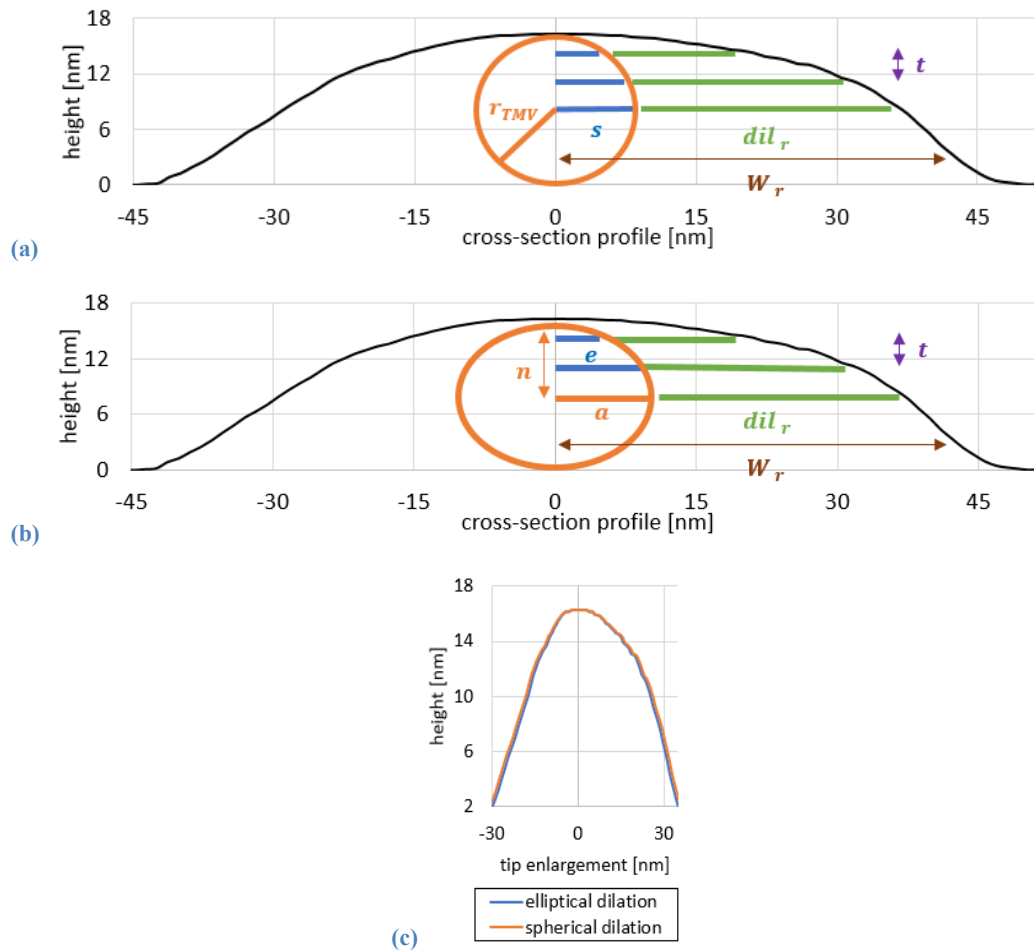 18
12
6
0
height [nm]
r_TMV
s
dil_r
W_r
t
-45 -30 -15 0 15 30 45
cross-section profile [nm]
(a)
18
12
6
0
height [nm]
n
e
a
dil_r
W_r
t
-45 -30 -15 0 15 30 45
cross-section profile [nm]
(b)
18
14
10
6
2
height [nm]
-30 0 30
tip enlargement [nm]
elliptical dilation
spherical dilation
(c)